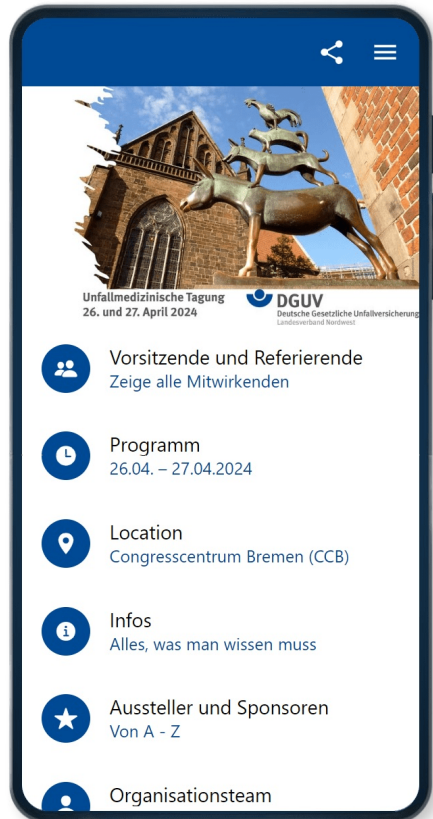 Unfallmedizinische Tagung
26. und 27. April 2024
DGUV
Deutsche Gesetzliche Unfallversicherung
Landesverband Nordwest
Vorsitzende und Referierende
Zeige alle Mitwirkenden
Programm
26.04. – 27.04.2024
Location
Congresscentrum Bremen (CCB)
Infos
Alles, was man wissen muss
Aussteller und Sponsoren
Von A - Z
Organisationsteam